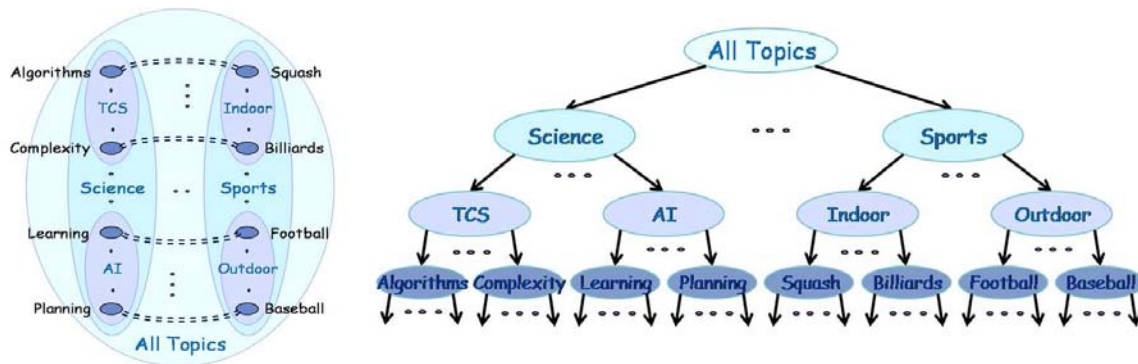 Algorithms Squash
TCS Indoor
Complexity Billiards
Science Sports
Learning Football
AI Outdoor
Planning Baseball
All Topics
All Topics
Science Sports
TCS AI Indoor Outdoor
Algorithms Complexity Learning Planning Squash Billiards Football Baseball